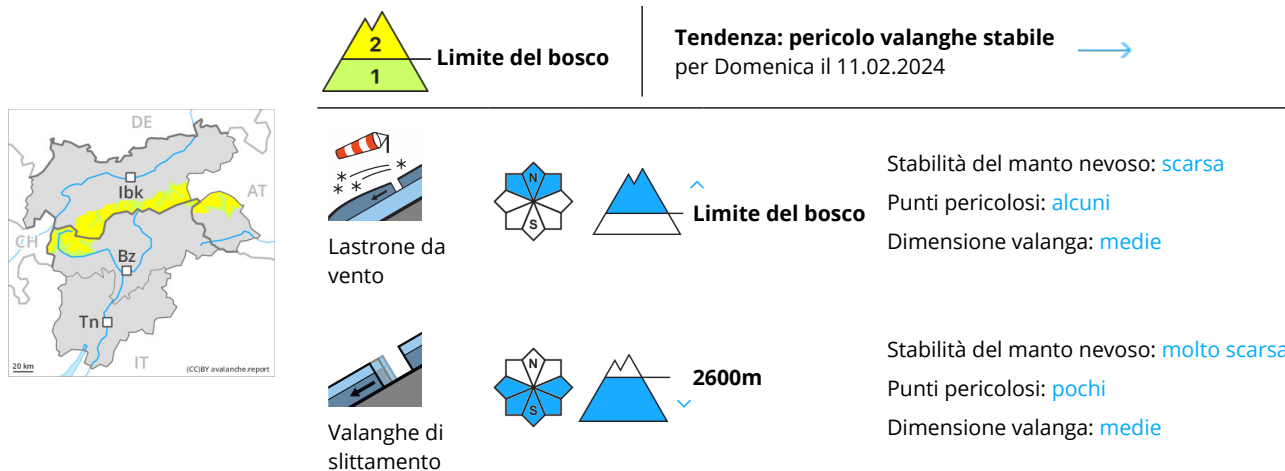 2
1
Limite del bosco
Tendenza: pericolo valanghe stabile
per Domenica il 11.02.2024
DE
Ibk
AT
CH
Bz
Tn
IT
20 km
(CC)BY avalanche.report
Lastrone da
vento
N
S
Limite del bosco
Stabilità del manto nevoso: scarsa
Punti pericolosi: alcuni
Dimensione valanga: medie
Valanghe di
slittamento
N
S
2600m
Stabilità del manto nevoso: molto scarsa
Punti pericolosi: pochi
Dimensione valanga: medie